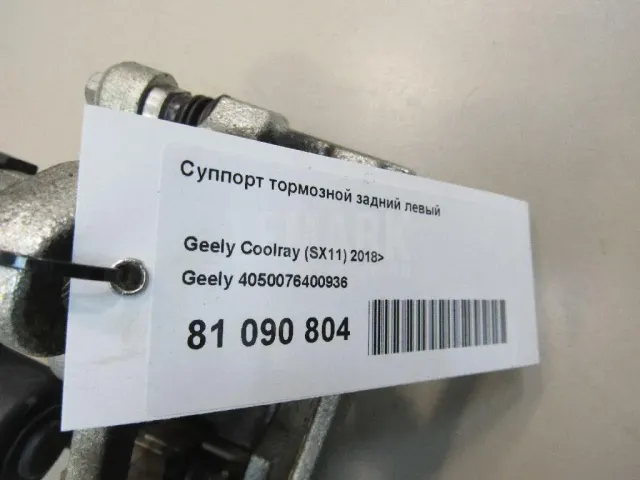 Суппорт тормозной задний левый
Geely Coolray (SX11) 2018>
Geely 4050076400936
81 090 804